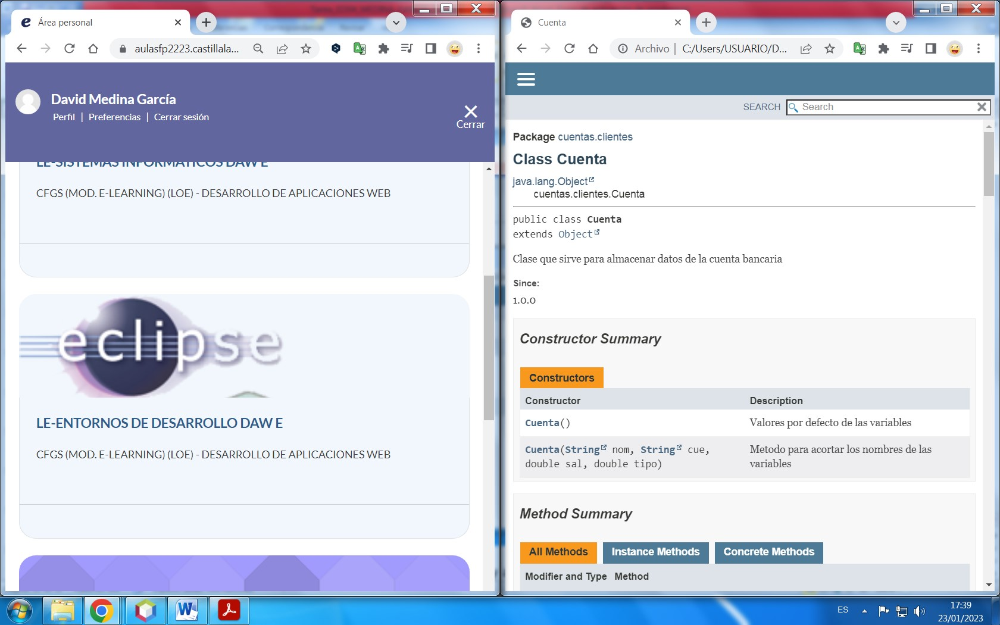 Área personal
aulasfp2223.castillala...
David Medina García
Perfil | Preferencias | Cerrar sesión
Cerrar
LE-SISTEMAS INFORMÁTICOS DAW E
CFGS (MOD. E-LEARNING) (LOE) - DESARROLLO DE APLICACIONES WEB
eclipse
LE-ENTORNOS DE DESARROLLO DAW E
CFGS (MOD. E-LEARNING) (LOE) - DESARROLLO DE APLICACIONES WEB
Cuenta
Archivo | C:/Users/USUARIO/D...
SEARCH Search
Package cuentas.clientes
Class Cuenta
java.lang.Object
cuentas.clientes.Cuenta
public class Cuenta
extends Object
Clase que sirve para almacenar datos de la cuenta bancaria
Since:
1.0.0
Constructor Summary
Constructors
Constructor Description
Cuenta() Valores por defecto de las variables
Cuenta(String nom, String cue, Metodo para acortar los nombres de las
double sal, double tipo) variables
Method Summary
All Methods Instance Methods Concrete Methods
Modifier and Type Method
ES
17:39
23/01/2023